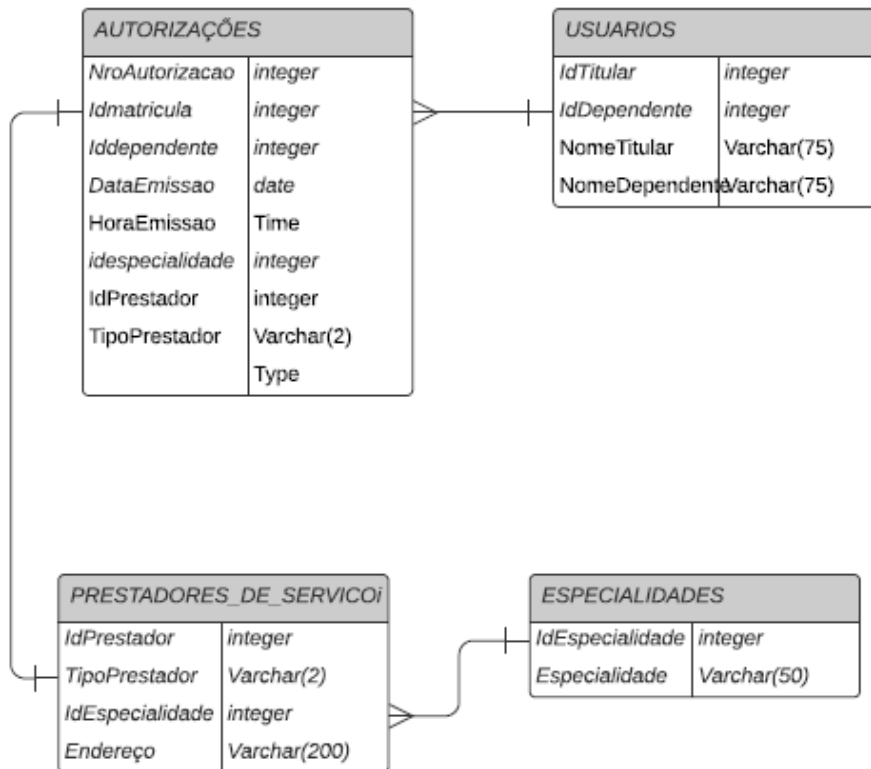 AUTORIZAÇÕES
NroAutorizacao integer
Idmatricula integer
Iddependente integer
DataEmissao date
HoraEmissao Time
idespecialidade integer
IdPrestador integer
TipoPrestador Varchar(2)
Type
USUARIOS
IdTitular integer
IdDependente integer
NomeTitular Varchar(75)
NomeDependente Varchar(75)
PRESTADORES_DE_SERVICOi
IdPrestador integer
TipoPrestador Varchar(2)
IdEspecialidade integer
Endereço Varchar(200)
ESPECIALIDADES
IdEspecialidade integer
Especialidade Varchar(50)